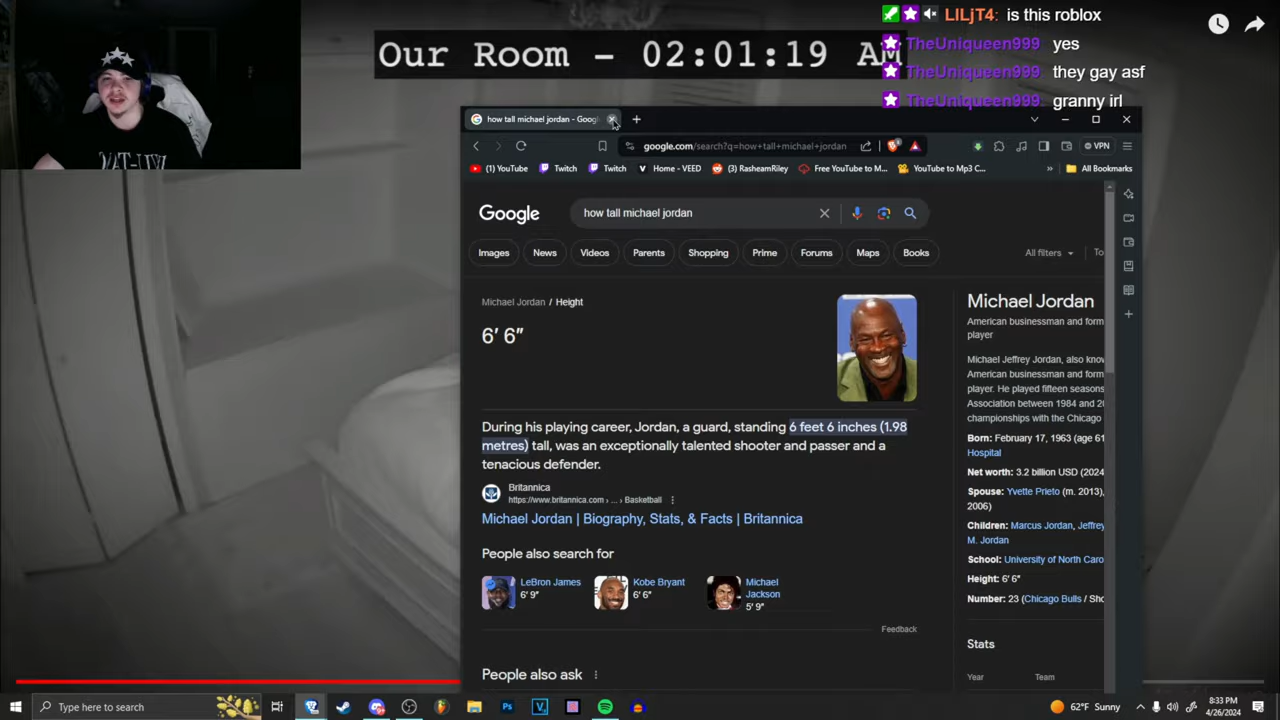 LILjT4: is this roblox
TheUniqueen999 yes
TheUniqueen999 they gay asf
TheUniqueen999 granny irl
Our Room - 02:01:19 AM
how tall michael jordan - Goog
google.com/search?q=how+tall+michael+jordan
VPN
(1) YouTube
Twitch
Twitch
Home - VEED
(3) RasheamRiley
Free YouTube to M...
YouTube to Mp3 C...
»
All Bookmarks
Google
how tall michael jordan
Images
News
Videos
Parents
Shopping
Prime
Forums
Maps
Books
All filters
To
Michael Jordan / Height
6′ 6″
During his playing career, Jordan, a guard, standing 6 feet 6 inches (1.98
metres) tall, was an exceptionally talented shooter and passer and a
tenacious defender.
Britannica
https://www.britannica.com › ... › Basketball
Michael Jordan | Biography, Stats, & Facts | Britannica
People also search for
LeBron James
6′ 9″
Kobe Bryant
6′ 6″
Michael
Jackson
5′ 9″
Feedback
People also ask
Michael Jordan
American businessman and form
player
Michael Jeffrey Jordan, also know
American businessman and form
player. He played fifteen seasons
Association between 1984 and 20
championships with the Chicago
Born: February 17, 1963 (age 61
Hospital
Net worth: 3.2 billion USD (2024
Spouse: Yvette Prieto (m. 2013),
2006)
Children: Marcus Jordan, Jeffrey
M. Jordan
School: University of North Caro
Height: 6′ 6″
Number: 23 (Chicago Bulls / Sho
Stats
Year
Team
Type here to search
62°F Sunny
8:33 PM
4/26/2024